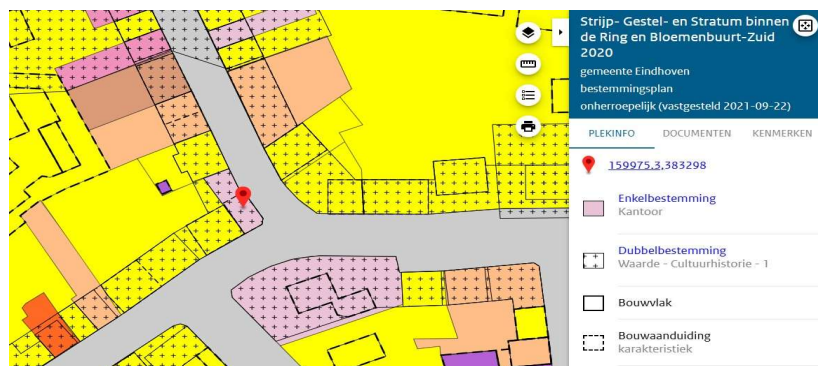 Strijp- Gestel- en Stratum binnen
de Ring en Bloemenbuurt-Zuid
2020
gemeente Eindhoven
bestemmingsplan
onherroepelijk (vastgesteld 2021-09-22)
PLEKINFO DOCUMENTEN KENMERKEN
159975,3,383298
Enkelbestemming
Kantoor
Dubbelbestemming
Waarde - Cultuurhistorie - 1
Bouwvlak
Bouwaanduiding
karakteristiek